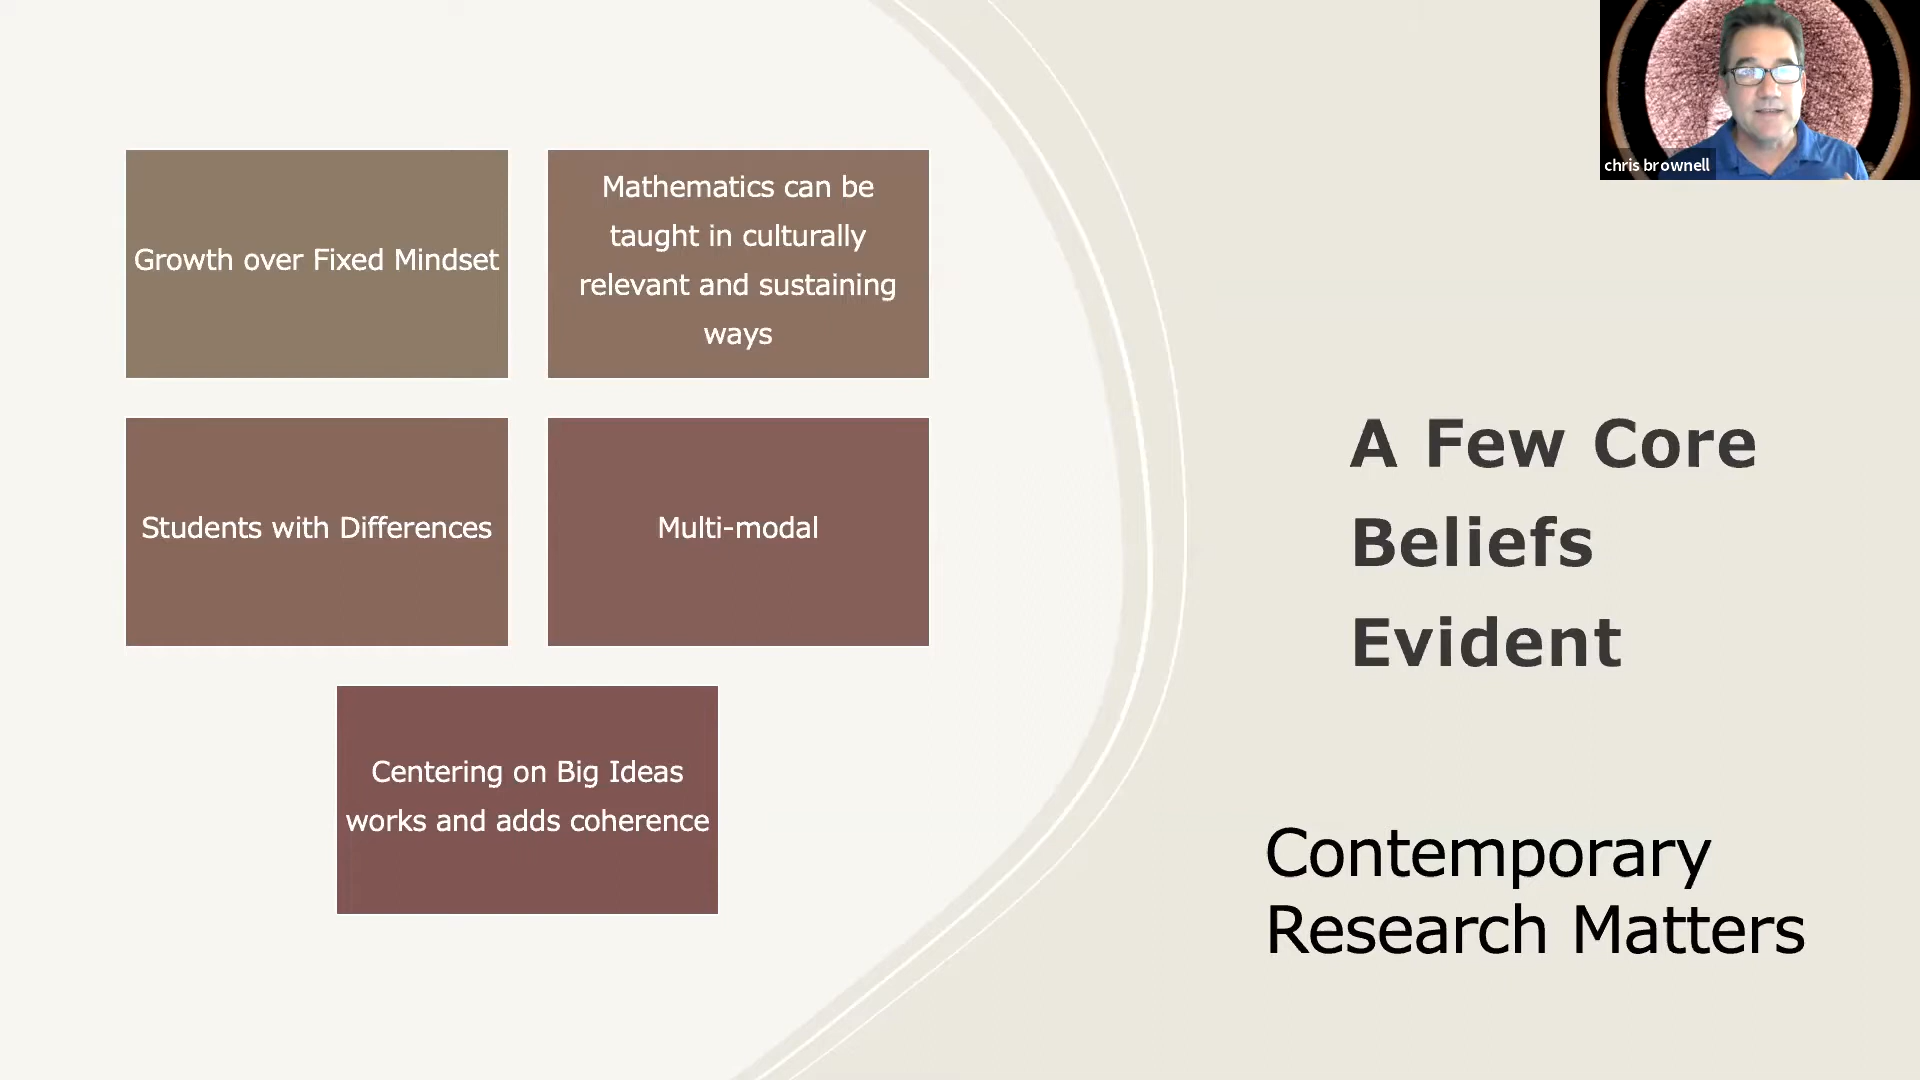 Growth over Fixed Mindset
Mathematics can be
taught in culturally
relevant and sustaining
ways
Students with Differences
Multi-modal
Centering on Big Ideas
works and adds coherence
chris brownell
A Few Core
Beliefs
Evident
Contemporary
Research Matters